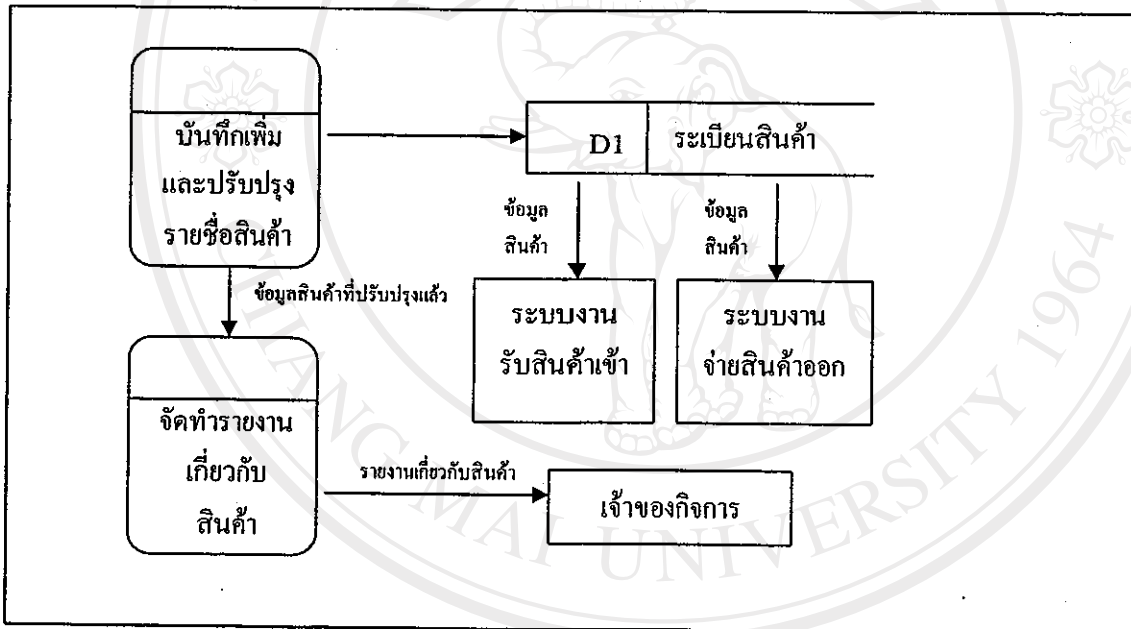 บันทึกเพิ่ม
และปรับปรุง
รายชื่อสินค้า
D1 ระเบียนสินค้า
ข้อมูล
สินค้า
ข้อมูล
สินค้า
ข้อมูลสินค้าที่ปรับปรุงแล้ว
ระบบงาน
รับสินค้าเข้า
ระบบงาน
จ่ายสินค้าออก
จัดทำรายงาน
เกี่ยวกับ
สินค้า
รายงานเกี่ยวกับสินค้า
เจ้าของกิจการ
CHIANG MAI UNIVERSITY 1964